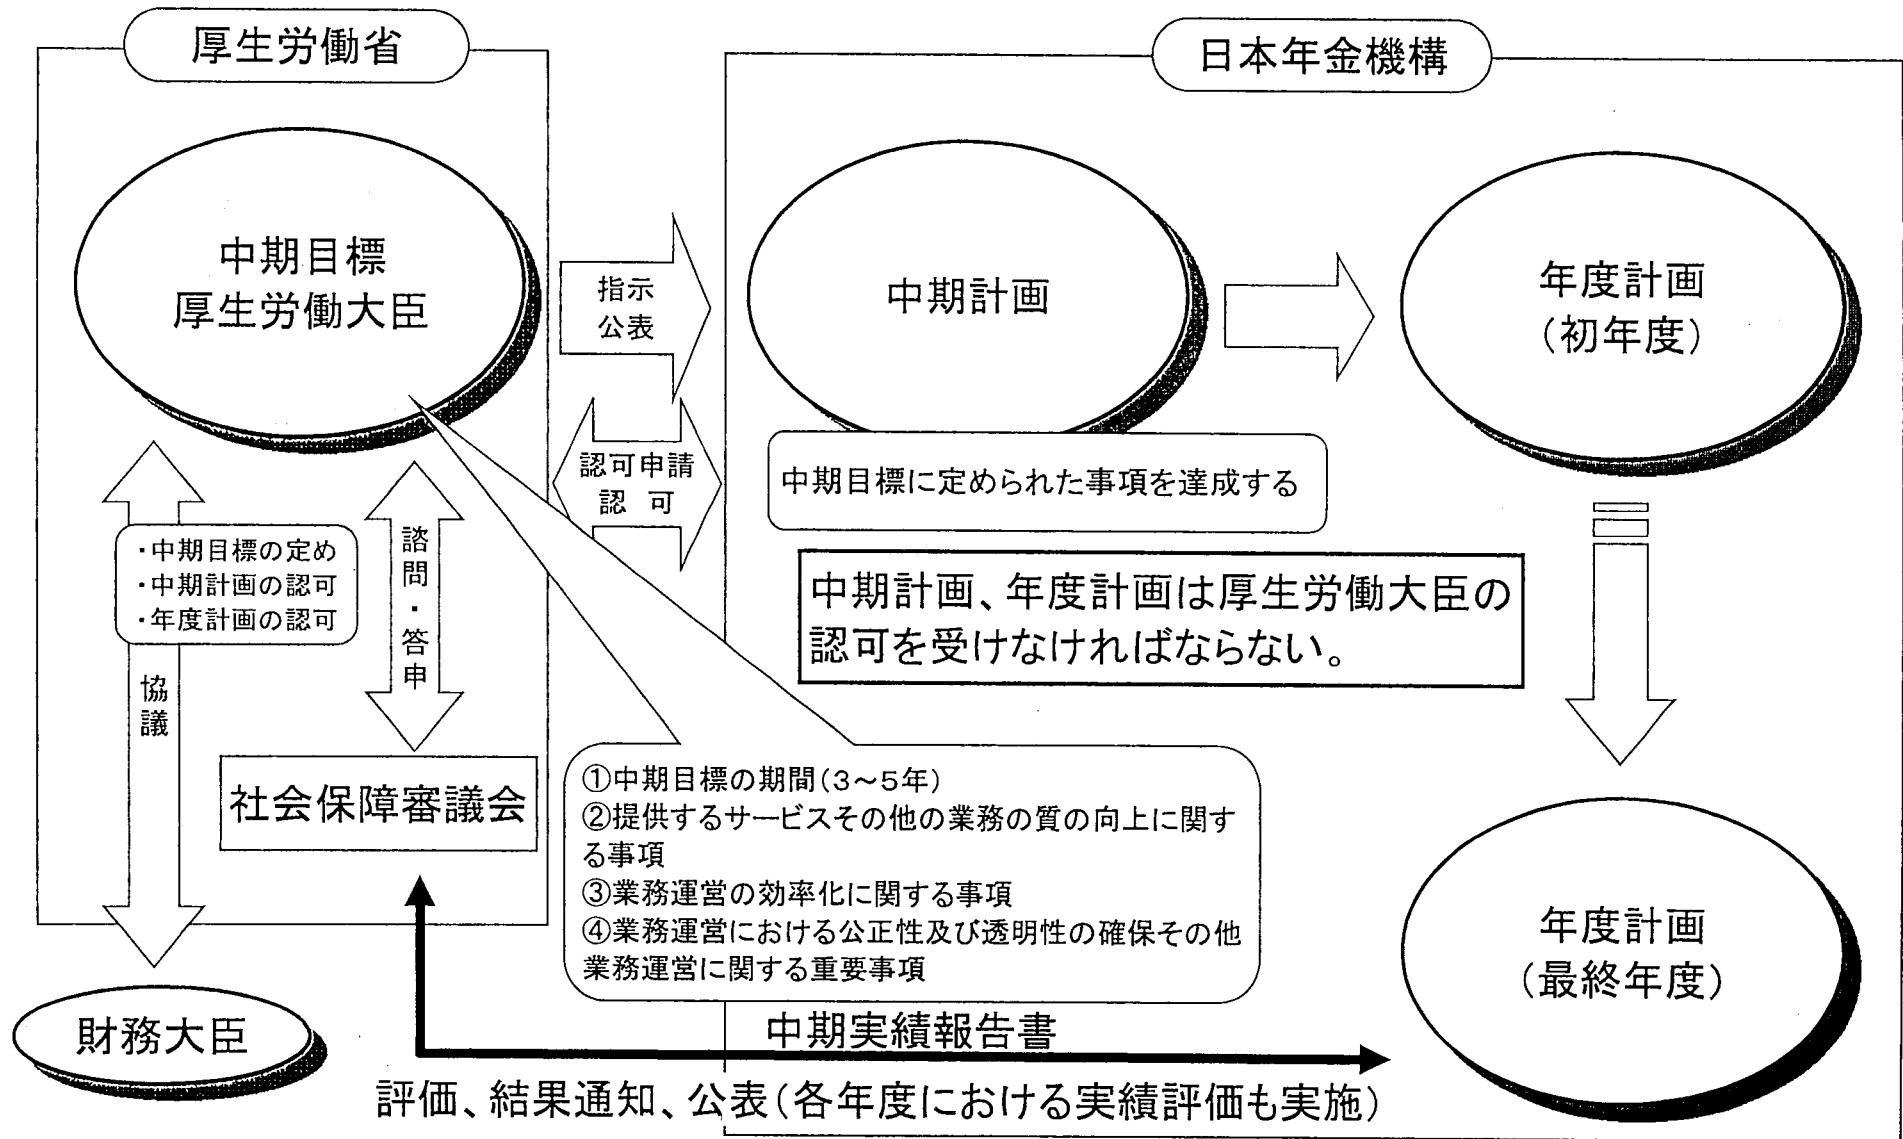 厚生労働省
日本年金機構
中期目標
厚生労働大臣
指示
公表
中期計画
年度計画
(初年度)
認可申請
認 可
中期目標に定められた事項を達成する
・中期目標の定め
・中期計画の認可
・年度計画の認可
諮問・答申
協議
中期計画、年度計画は厚生労働大臣の
認可を受けなければならない。
社会保障審議会
①中期目標の期間(3~5年)
②提供するサービスその他の業務の質の向上に関す
る事項
③業務運営の効率化に関する事項
④業務運営における公正性及び透明性の確保その他
業務運営に関する重要事項
年度計画
(最終年度)
財務大臣
中期実績報告書
評価、結果通知、公表(各年度における実績評価も実施)